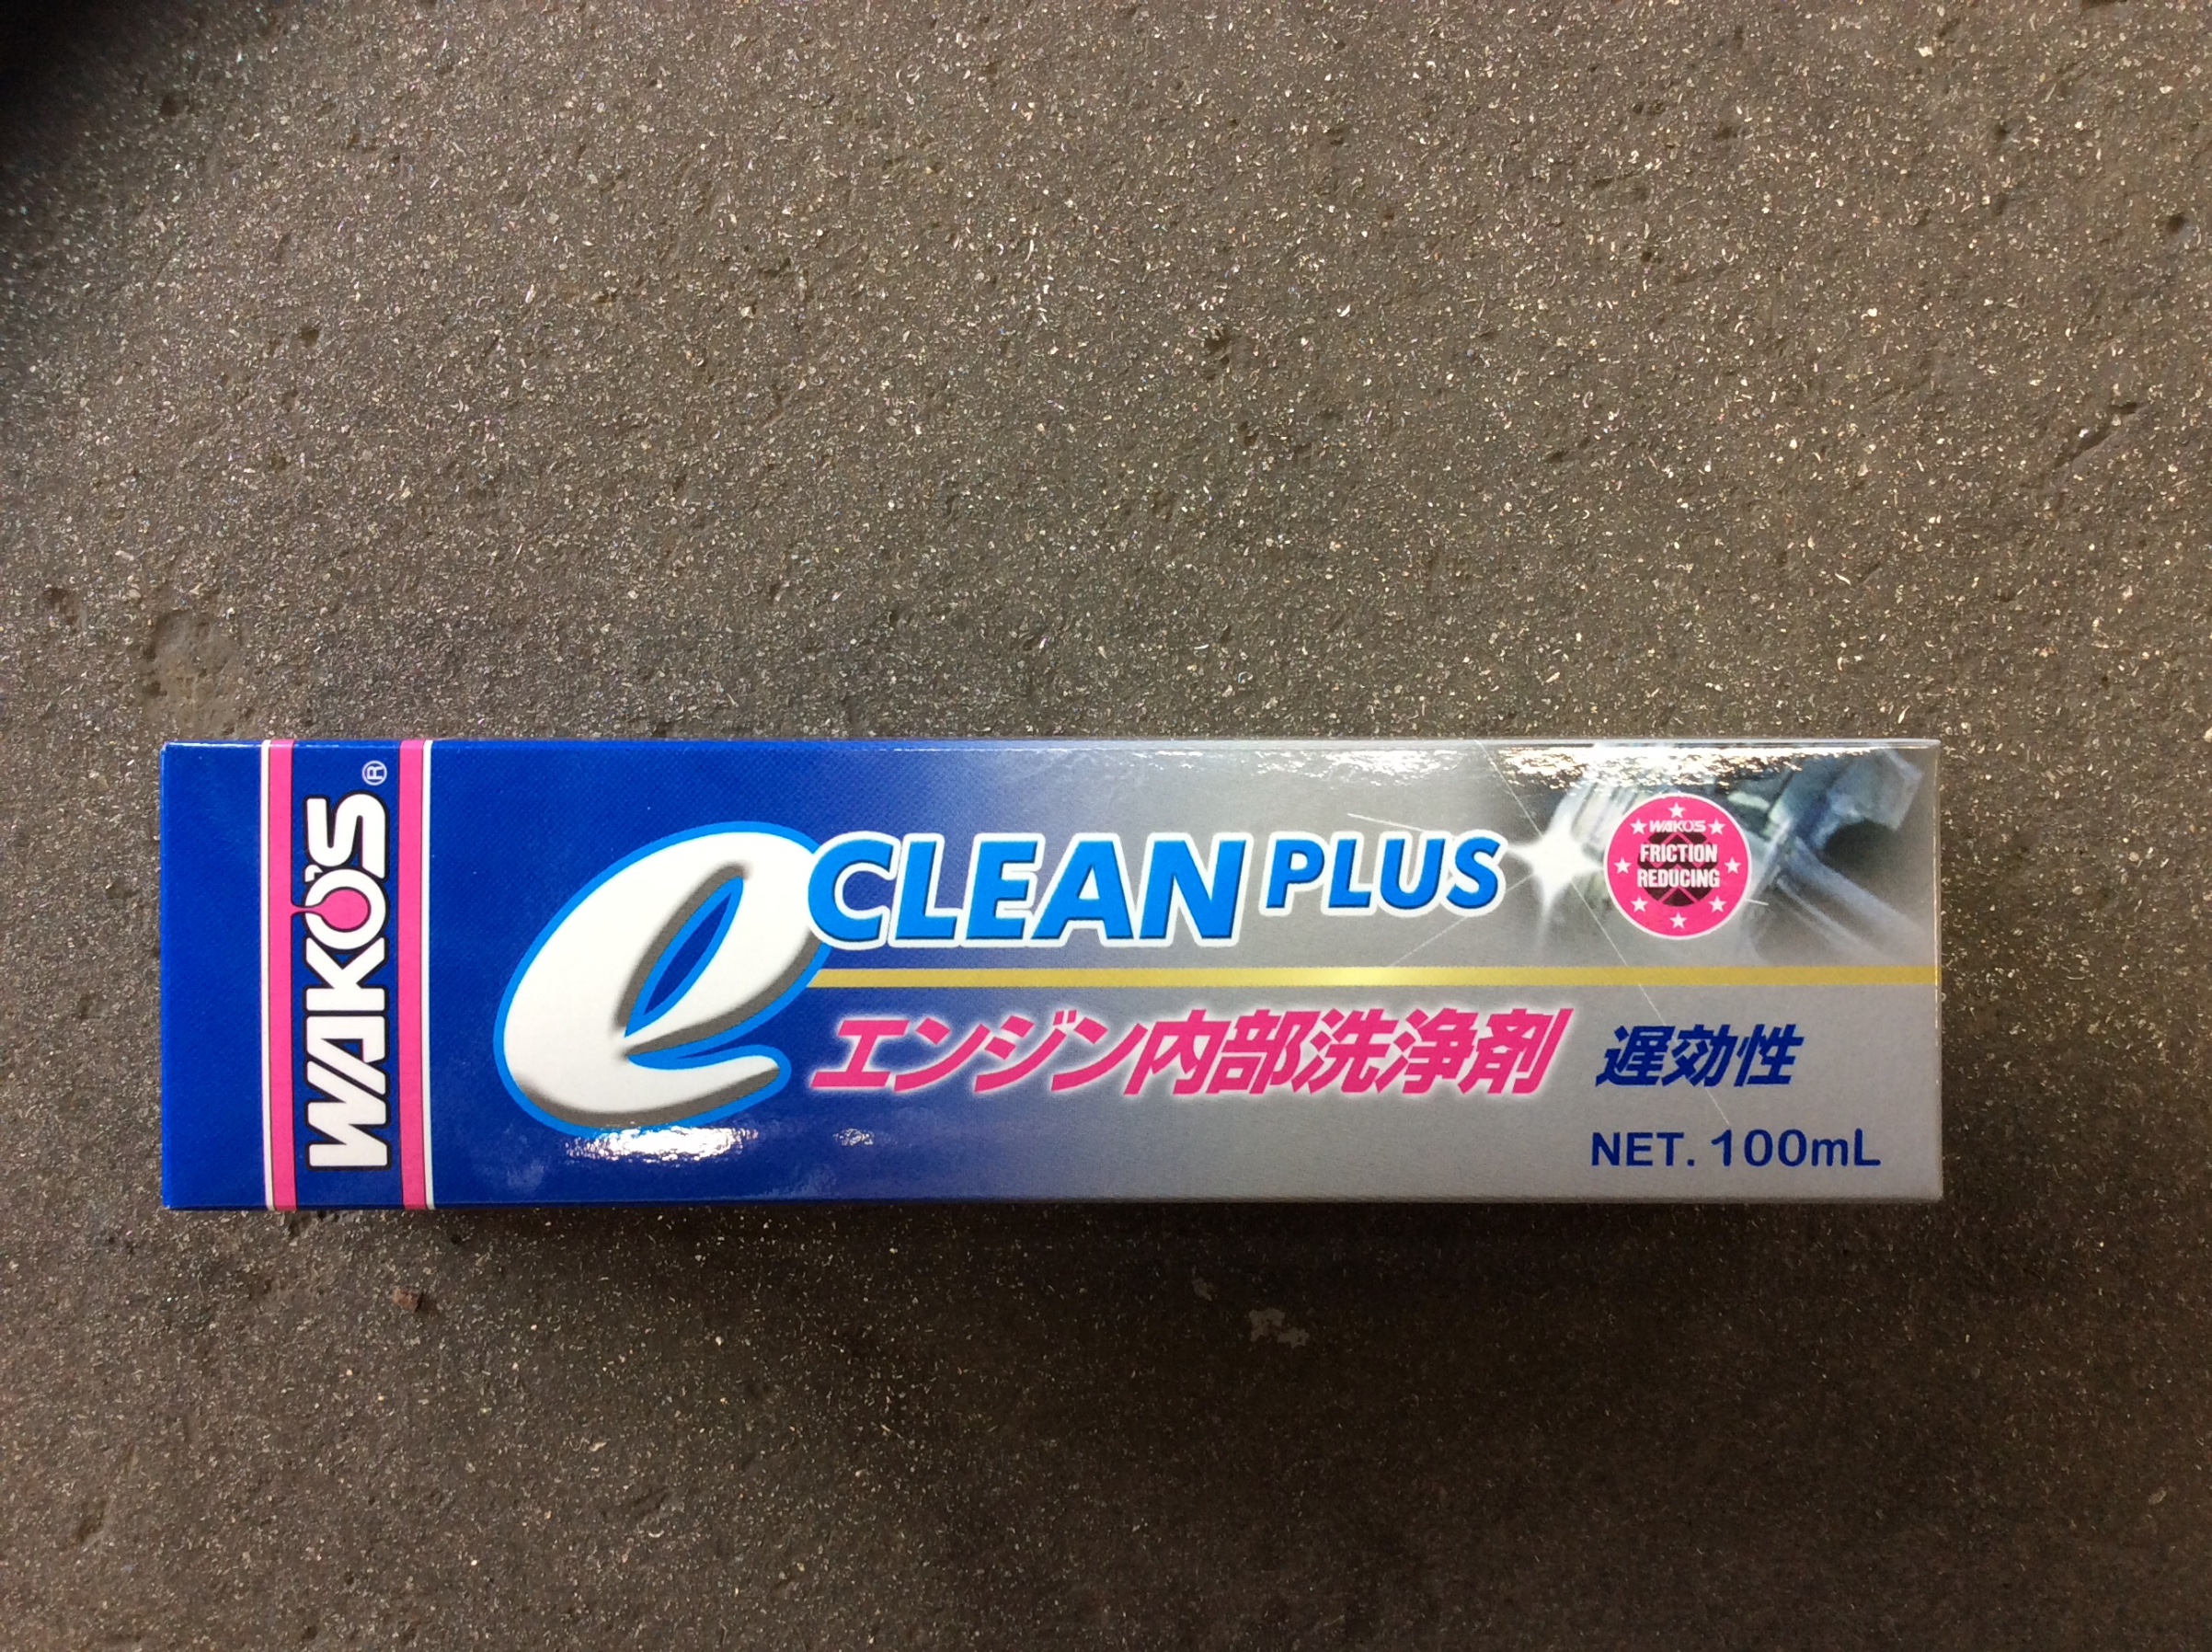 WAKO'S®
e CLEAN PLUS
WAKO'S
FRICTION
REDUCING
エンジン内部洗浄剤 遅効性
NET. 100mL